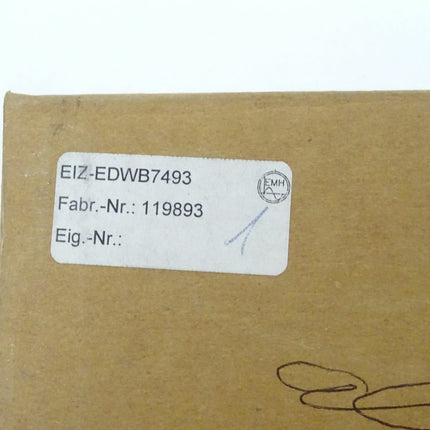 EIZ-EDWB7493
EMH
Fabr.-Nr.: 119893
Eig.-Nr.: